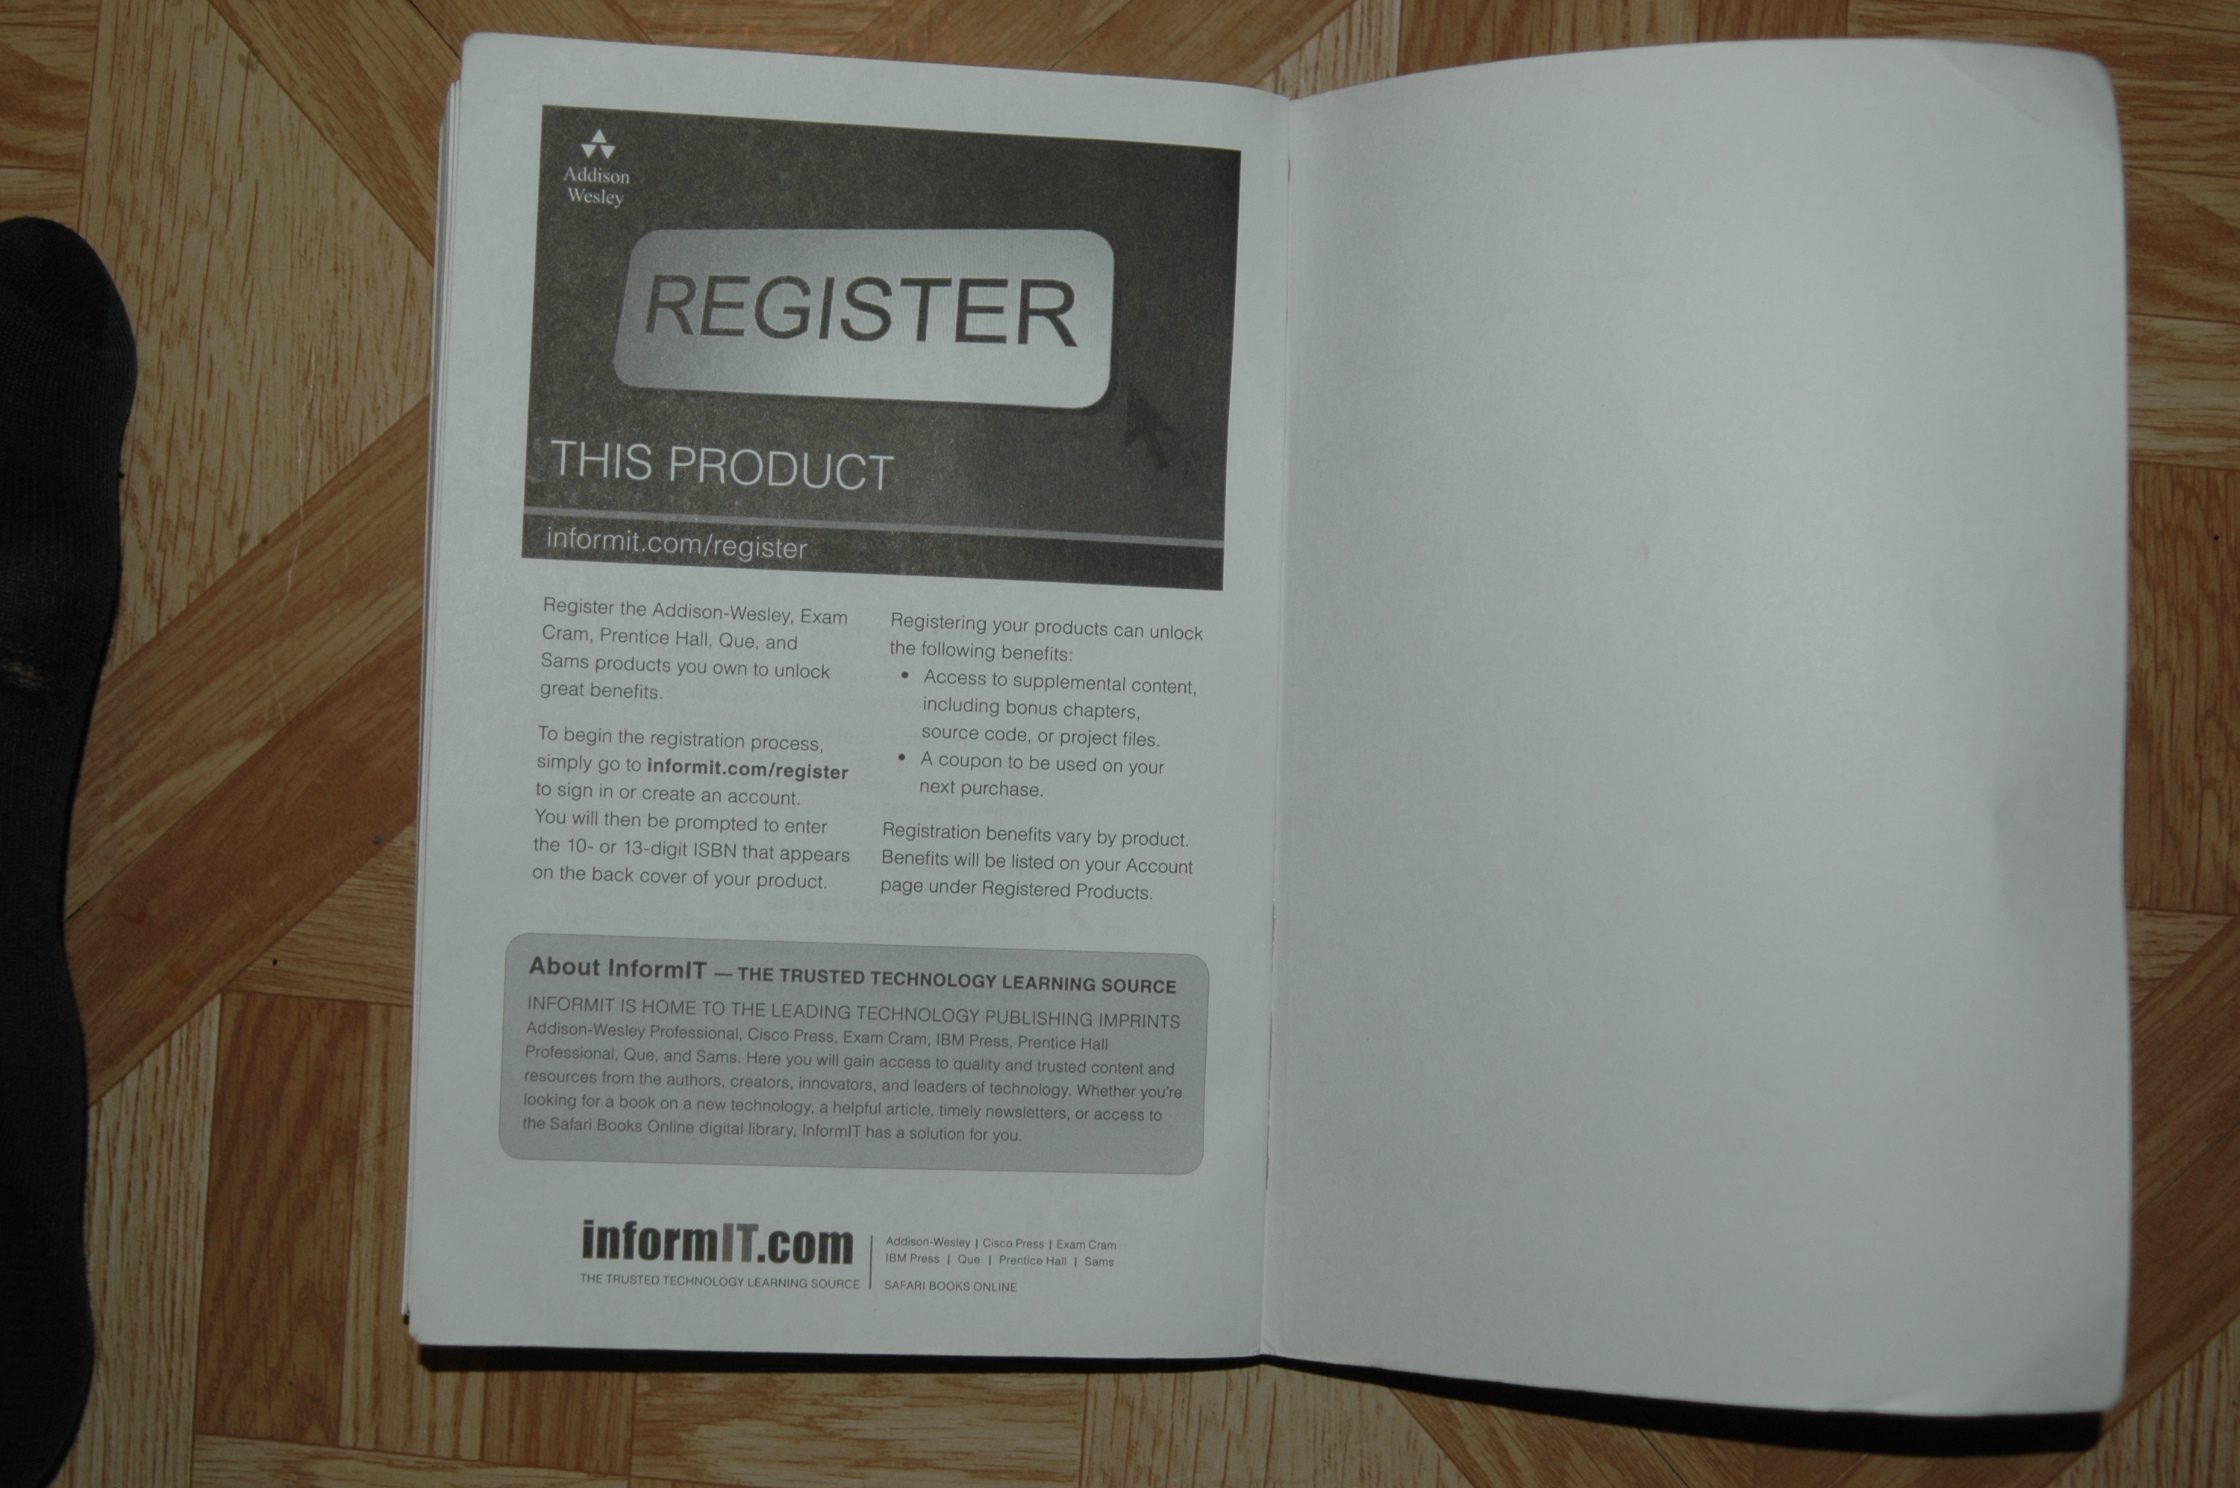 Addison
Wesley
REGISTER
THIS PRODUCT
informit.com/register
Register the Addison-Wesley, Exam
Cram, Prentice Hall, Que, and
Sams products you own to unlock
great benefits.
To begin the registration process,
simply go to informit.com/register
to sign in or create an account.
You will then be prompted to enter
the 10- or 13-digit ISBN that appears
on the back cover of your product.
Registering your products can unlock
the following benefits:
• Access to supplemental content,
including bonus chapters,
source code, or project files.
• A coupon to be used on your
next purchase.
Registration benefits vary by product.
Benefits will be listed on your Account
page under Registered Products.
About InformIT — THE TRUSTED TECHNOLOGY LEARNING SOURCE
INFORMIT IS HOME TO THE LEADING TECHNOLOGY PUBLISHING IMPRINTS
Addison-Wesley Professional, Cisco Press, Exam Cram, IBM Press, Prentice Hall
Professional, Que, and Sams. Here you will gain access to quality and trusted content and
resources from the authors, creators, innovators, and leaders of technology. Whether you're
looking for a book on a new technology, a helpful article, timely newsletters, or access to
the Safari Books Online digital library, InformIT has a solution for you.
informIT.com
THE TRUSTED TECHNOLOGY LEARNING SOURCE
Addison-Wesley | Cisco Press | Exam Cram
IBM Press | Que | Prentice Hall | Sams
SAFARI BOOKS ONLINE